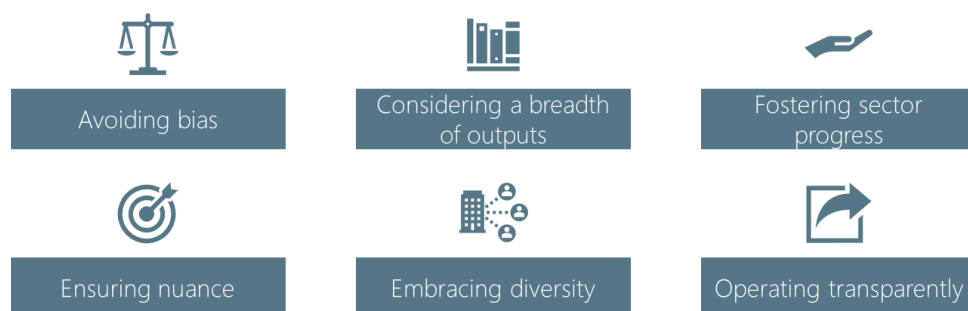 Avoiding bias
Considering a breadth
of outputs
Fostering sector
progress
Ensuring nuance
Embracing diversity
Operating transparently